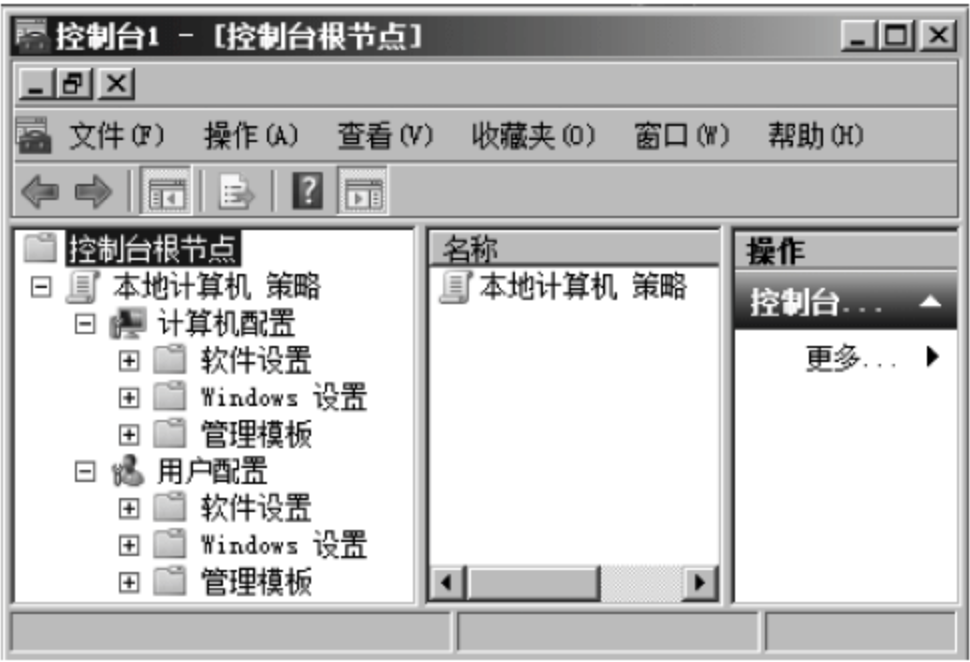 控制台1 - [控制台根节点]
文件(F) 操作(A) 查看(V) 收藏夹(O) 窗口(W) 帮助(H)
控制台根节点
本地计算机 策略
计算机配置
软件设置
Windows 设置
管理模板
用户配置
软件设置
Windows 设置
管理模板
名称
本地计算机 策略
操作
控制台...
更多...